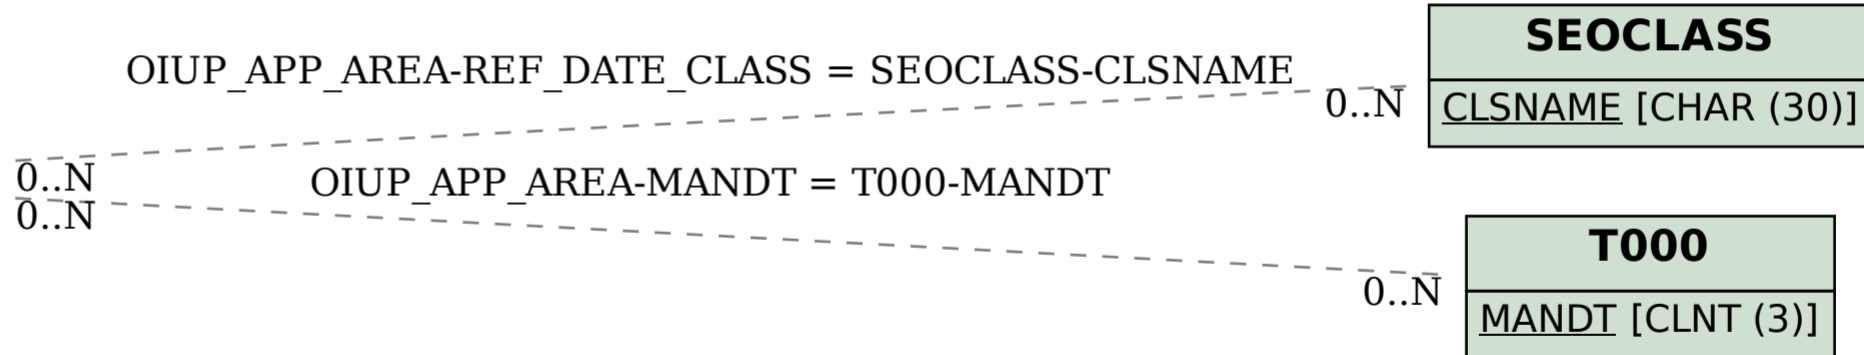 SEOCLASS
OIUP_APP_AREA-REF_DATE_CLASS = SEOCLASS-CLSNAME
0..N
CLSNAME [CHAR (30)]
0..N
OIUP_APP_AREA-MANDT = T000-MANDT
0..N
T000
0..N
MANDT [CLNT (3)]